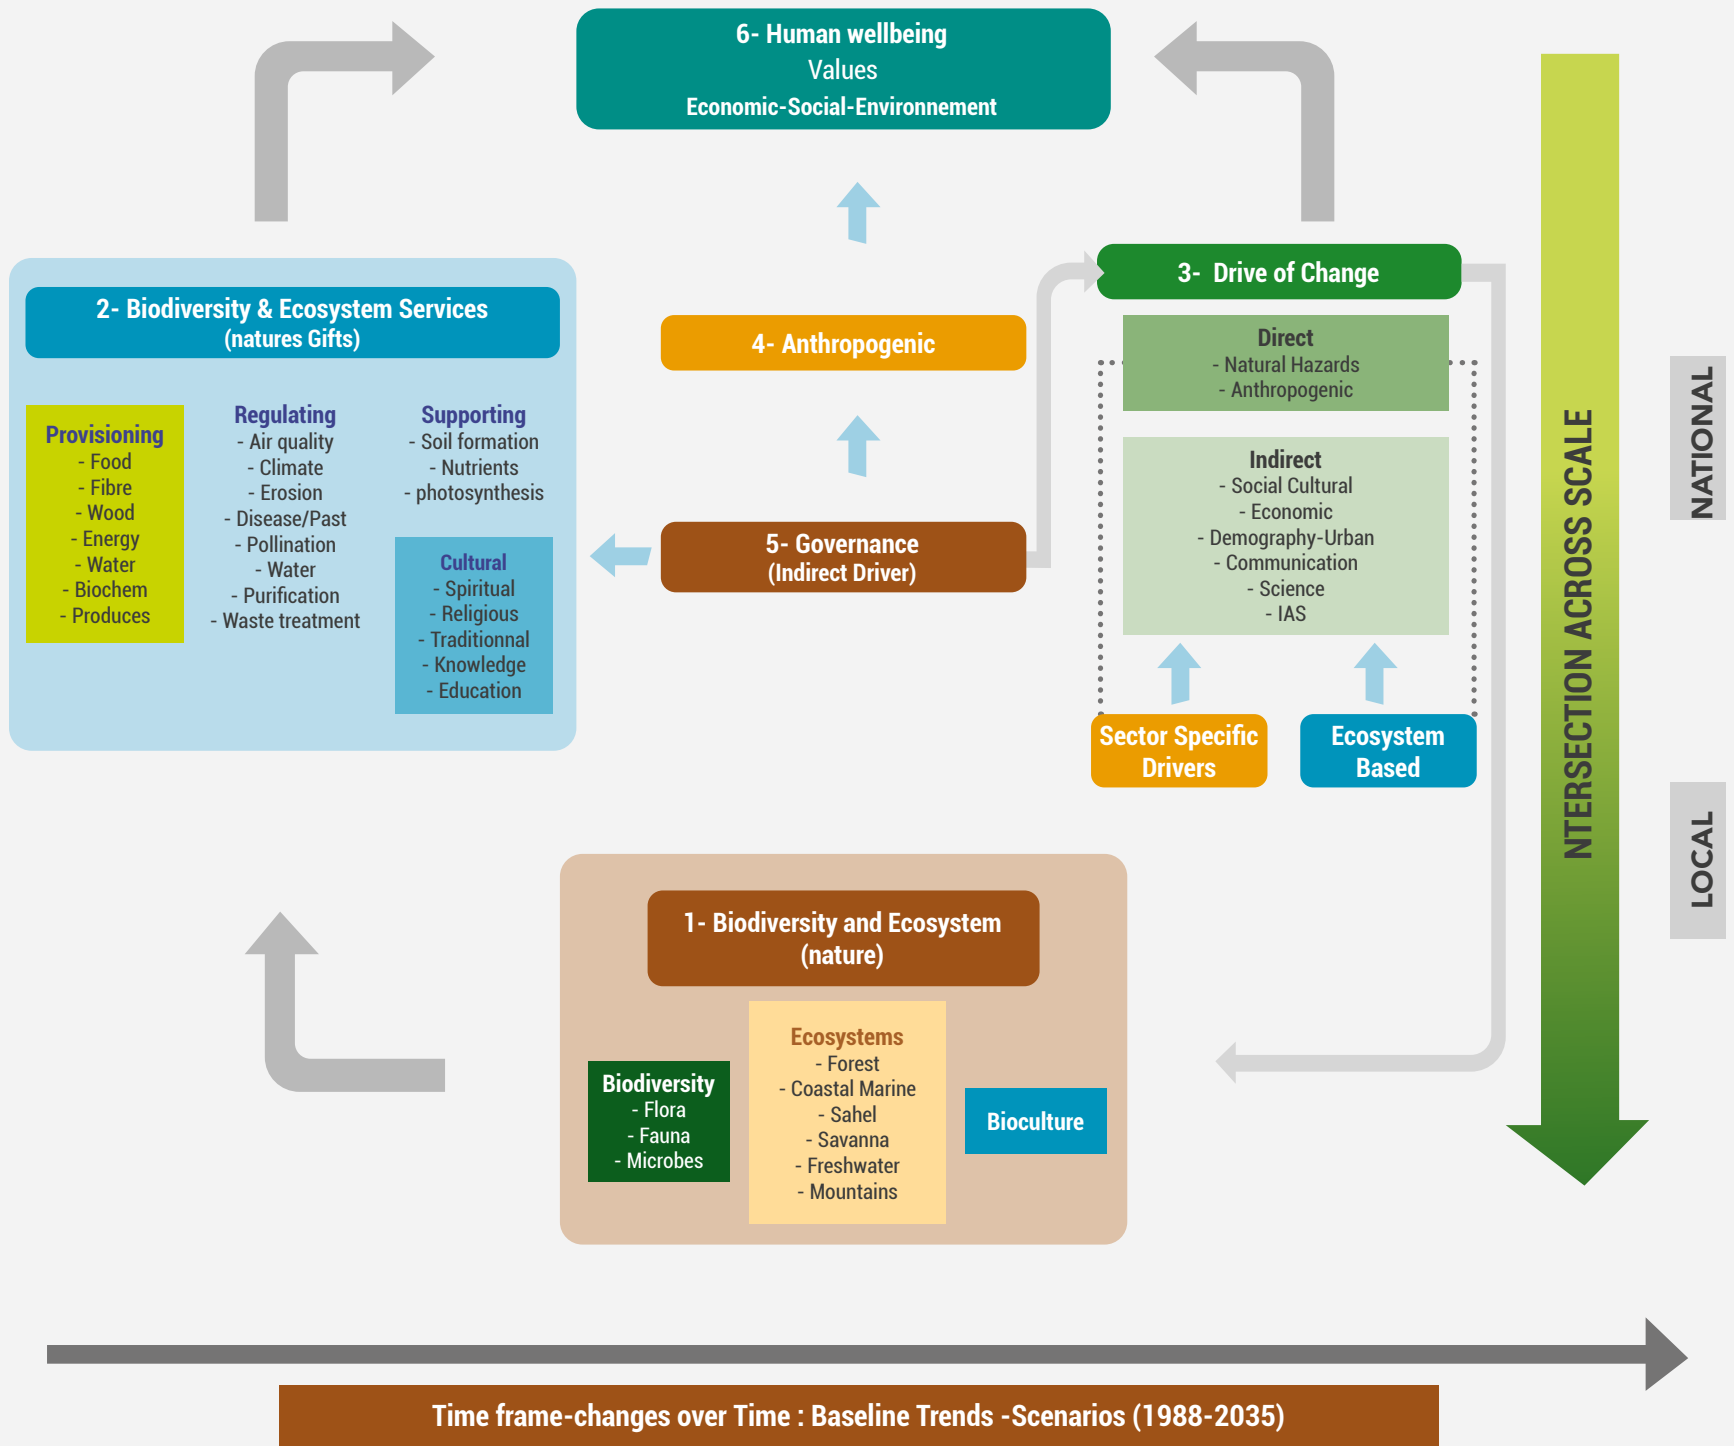 6- Human wellbeing
Values
Economic-Social-Environnement
2- Biodiversity & Ecosystem Services
(natures Gifts)
Provisioning
- Food
- Fibre
- Wood
- Energy
- Water
- Biochem
- Produces
Regulating
- Air quality
- Climate
- Erosion
- Disease/Past
- Pollination
- Water
- Purification
- Waste treatment
Supporting
- Soil formation
- Nutrients
- photosynthesis
Cultural
- Spiritual
- Religious
- Traditionnal
- Knowledge
- Education
4- Anthropogenic
5- Governance
(Indirect Driver)
3- Drive of Change
Direct
- Natural Hazards
- Anthropogenic
Indirect
- Social Cultural
- Economic
- Demography-Urban
- Communication
- Science
- IAS
Sector Specific
Drivers
Ecosystem
Based
NTERSECTION ACROSS SCALE
NATIONAL
LOCAL
1- Biodiversity and Ecosystem
(nature)
Biodiversity
- Flora
- Fauna
- Microbes
Ecosystems
- Forest
- Coastal Marine
- Sahel
- Savanna
- Freshwater
- Mountains
Bioculture
Time frame-changes over Time : Baseline Trends -Scenarios (1988-2035)